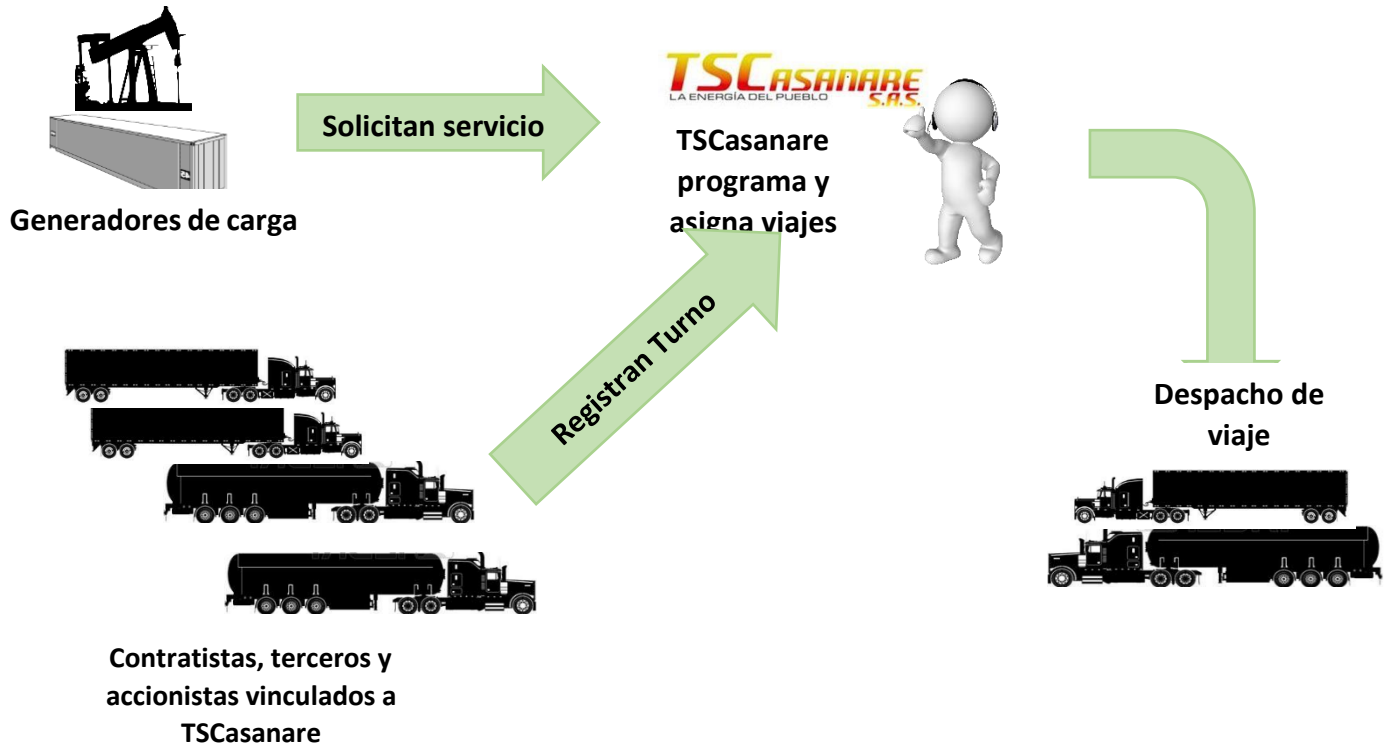 TSCASANARE
S.A.S.
LA ENERGÍA DEL PUEBLO
Solicitan servicio
TSCasanare
programa y
asigna viajes
Generadores de carga
Registran Turno
Despacho de
viaje
Contratistas, terceros y
accionistas vinculados a
TSCasanare